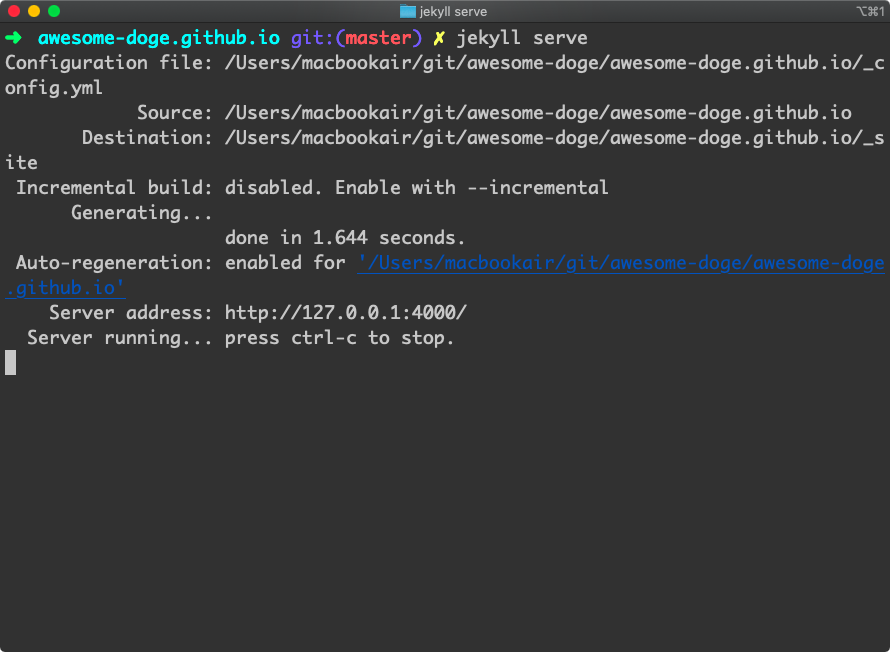 jekyll serve
⌥⌘1
➜ awesome-doge.github.io git:(master) ✗ jekyll serve
Configuration file: /Users/macbookair/git/awesome-doge/awesome-doge.github.io/_c
onfig.yml
Source: /Users/macbookair/git/awesome-doge/awesome-doge.github.io
Destination: /Users/macbookair/git/awesome-doge/awesome-doge.github.io/_s
ite
Incremental build: disabled. Enable with --incremental
Generating...
done in 1.644 seconds.
Auto-regeneration: enabled for '/Users/macbookair/git/awesome-doge/awesome-doge
.github.io'
Server address: http://127.0.0.1:4000/
Server running... press ctrl-c to stop.